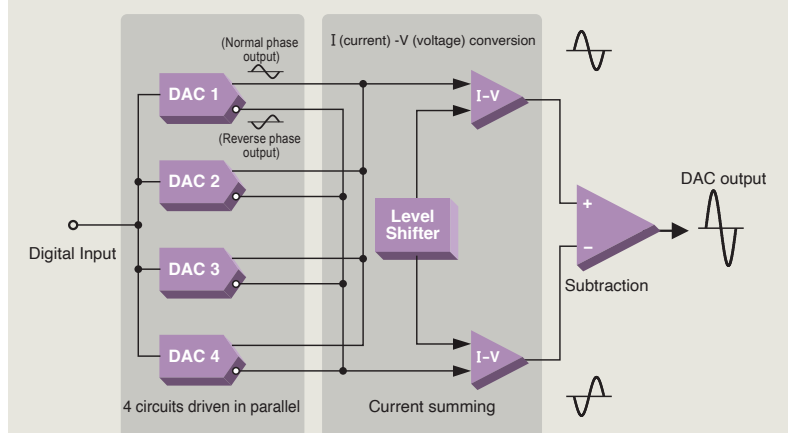 (Normal phase
output)
I (current) -V (voltage) conversion
DAC 1
I-V
(Reverse phase
output)
DAC 2
DAC output
Level
Shifter
+
−
Digital Input
DAC 3
Subtraction
DAC 4
I-V
4 circuits driven in parallel
Current summing